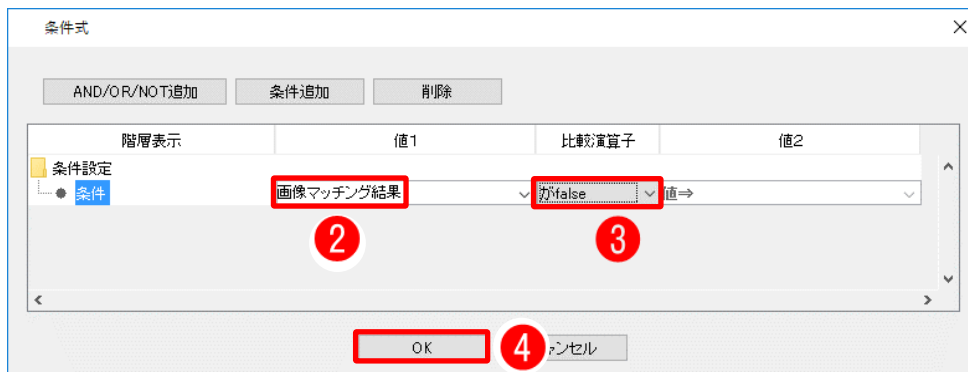 条件式
AND/OR/NOT追加 条件追加 削除
階層表示 値1 比較演算子 値2
条件設定
条件 画像マッチング結果 がfalse 値⇒
2 3
OK 4 ャンセル